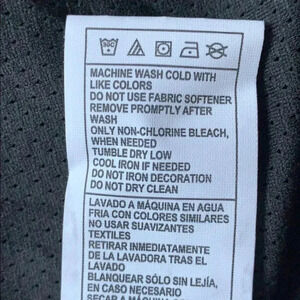 MACHINE WASH COLD WITH
LIKE COLORS
DO NOT USE FABRIC SOFTENER
REMOVE PROMPTLY AFTER
WASH
ONLY NON-CHLORINE BLEACH,
WHEN NEEDED
TUMBLE DRY LOW
COOL IRON IF NEEDED
DO NOT IRON DECORATION
DO NOT DRY CLEAN
LAVADO A MÁQUINA EN AGUA
FRIA CON COLORES SIMILARES
NO USAR SUAVIZANTES
TEXTILES
RETIRAR INMEDIATAMENTE
DE LA LAVADORA TRAS EL
LAVADO
BLANQUEAR SÓLO SIN LEJÍA,
EN CASO NECESARIO
SECAR A MÁQUINA